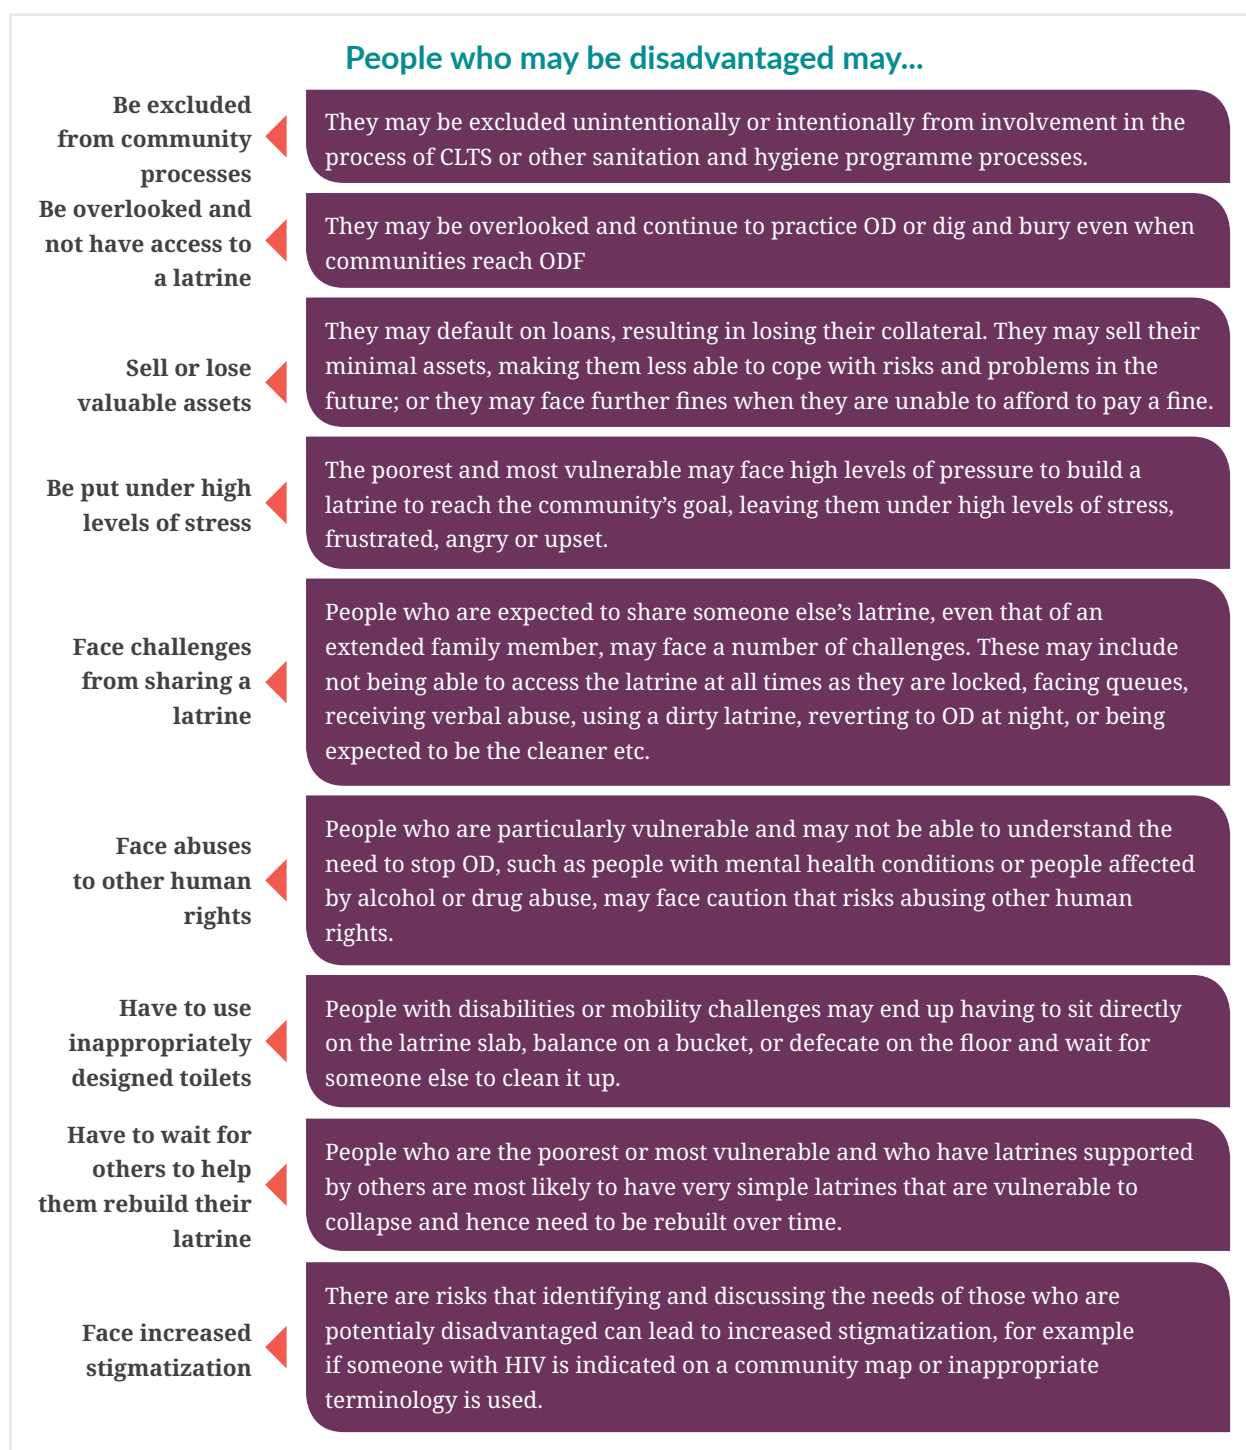 People who may be disadvantaged may...
Be excluded
from community
processes
They may be excluded unintentionally or intentionally from involvement in the
process of CLTS or other sanitation and hygiene programme processes.
Be overlooked and
not have access to
a latrine
They may be overlooked and continue to practice OD or dig and bury even when
communities reach ODF
Sell or lose
valuable assets
They may default on loans, resulting in losing their collateral. They may sell their
minimal assets, making them less able to cope with risks and problems in the
future; or they may face further fines when they are unable to afford to pay a fine.
Be put under high
levels of stress
The poorest and most vulnerable may face high levels of pressure to build a
latrine to reach the community’s goal, leaving them under high levels of stress,
frustrated, angry or upset.
Face challenges
from sharing a
latrine
People who are expected to share someone else’s latrine, even that of an
extended family member, may face a number of challenges. These may include
not being able to access the latrine at all times as they are locked, facing queues,
receiving verbal abuse, using a dirty latrine, reverting to OD at night, or being
expected to be the cleaner etc.
Face abuses
to other human
rights
People who are particularly vulnerable and may not be able to understand the
need to stop OD, such as people with mental health conditions or people affected
by alcohol or drug abuse, may face caution that risks abusing other human
rights.
Have to use
inappropriately
designed toilets
People with disabilities or mobility challenges may end up having to sit directly
on the latrine slab, balance on a bucket, or defecate on the floor and wait for
someone else to clean it up.
Have to wait for
others to help
them rebuild their
latrine
People who are the poorest or most vulnerable and who have latrines supported
by others are most likely to have very simple latrines that are vulnerable to
collapse and hence need to be rebuilt over time.
Face increased
stigmatization
There are risks that identifying and discussing the needs of those who are
potentialy disadvantaged can lead to increased stigmatization, for example
if someone with HIV is indicated on a community map or inappropriate
terminology is used.